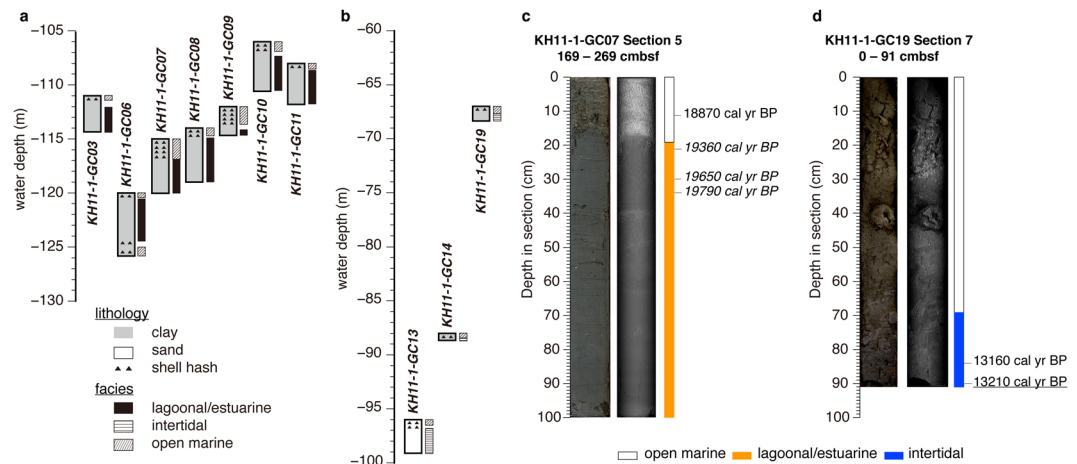 a
−105
−110
−115
−120
−125
−130
water depth (m)
KH11-1-GC03
KH11-1-GC06
KH11-1-GC07
KH11-1-GC08
KH11-1-GC09
KH11-1-GC10
KH11-1-GC11
lithology
clay
sand
shell hash
facies
lagoonal/estuarine
intertidal
open marine
b
−60
−65
−70
−75
−80
−85
−90
−95
−100
water depth (m)
KH11-1-GC13
KH11-1-GC14
KH11-1-GC19
c
KH11-1-GC07 Section 5
169 – 269 cmbsf
0
10
20
30
40
50
60
70
80
90
100
Depth in section (cm)
18870 cal yr BP
19360 cal yr BP
19650 cal yr BP
19790 cal yr BP
d
KH11-1-GC19 Section 7
0 – 91 cmbsf
0
10
20
30
40
50
60
70
80
90
100
Depth in section (cm)
13160 cal yr BP
13210 cal yr BP
open marine
lagoonal/estuarine
intertidal